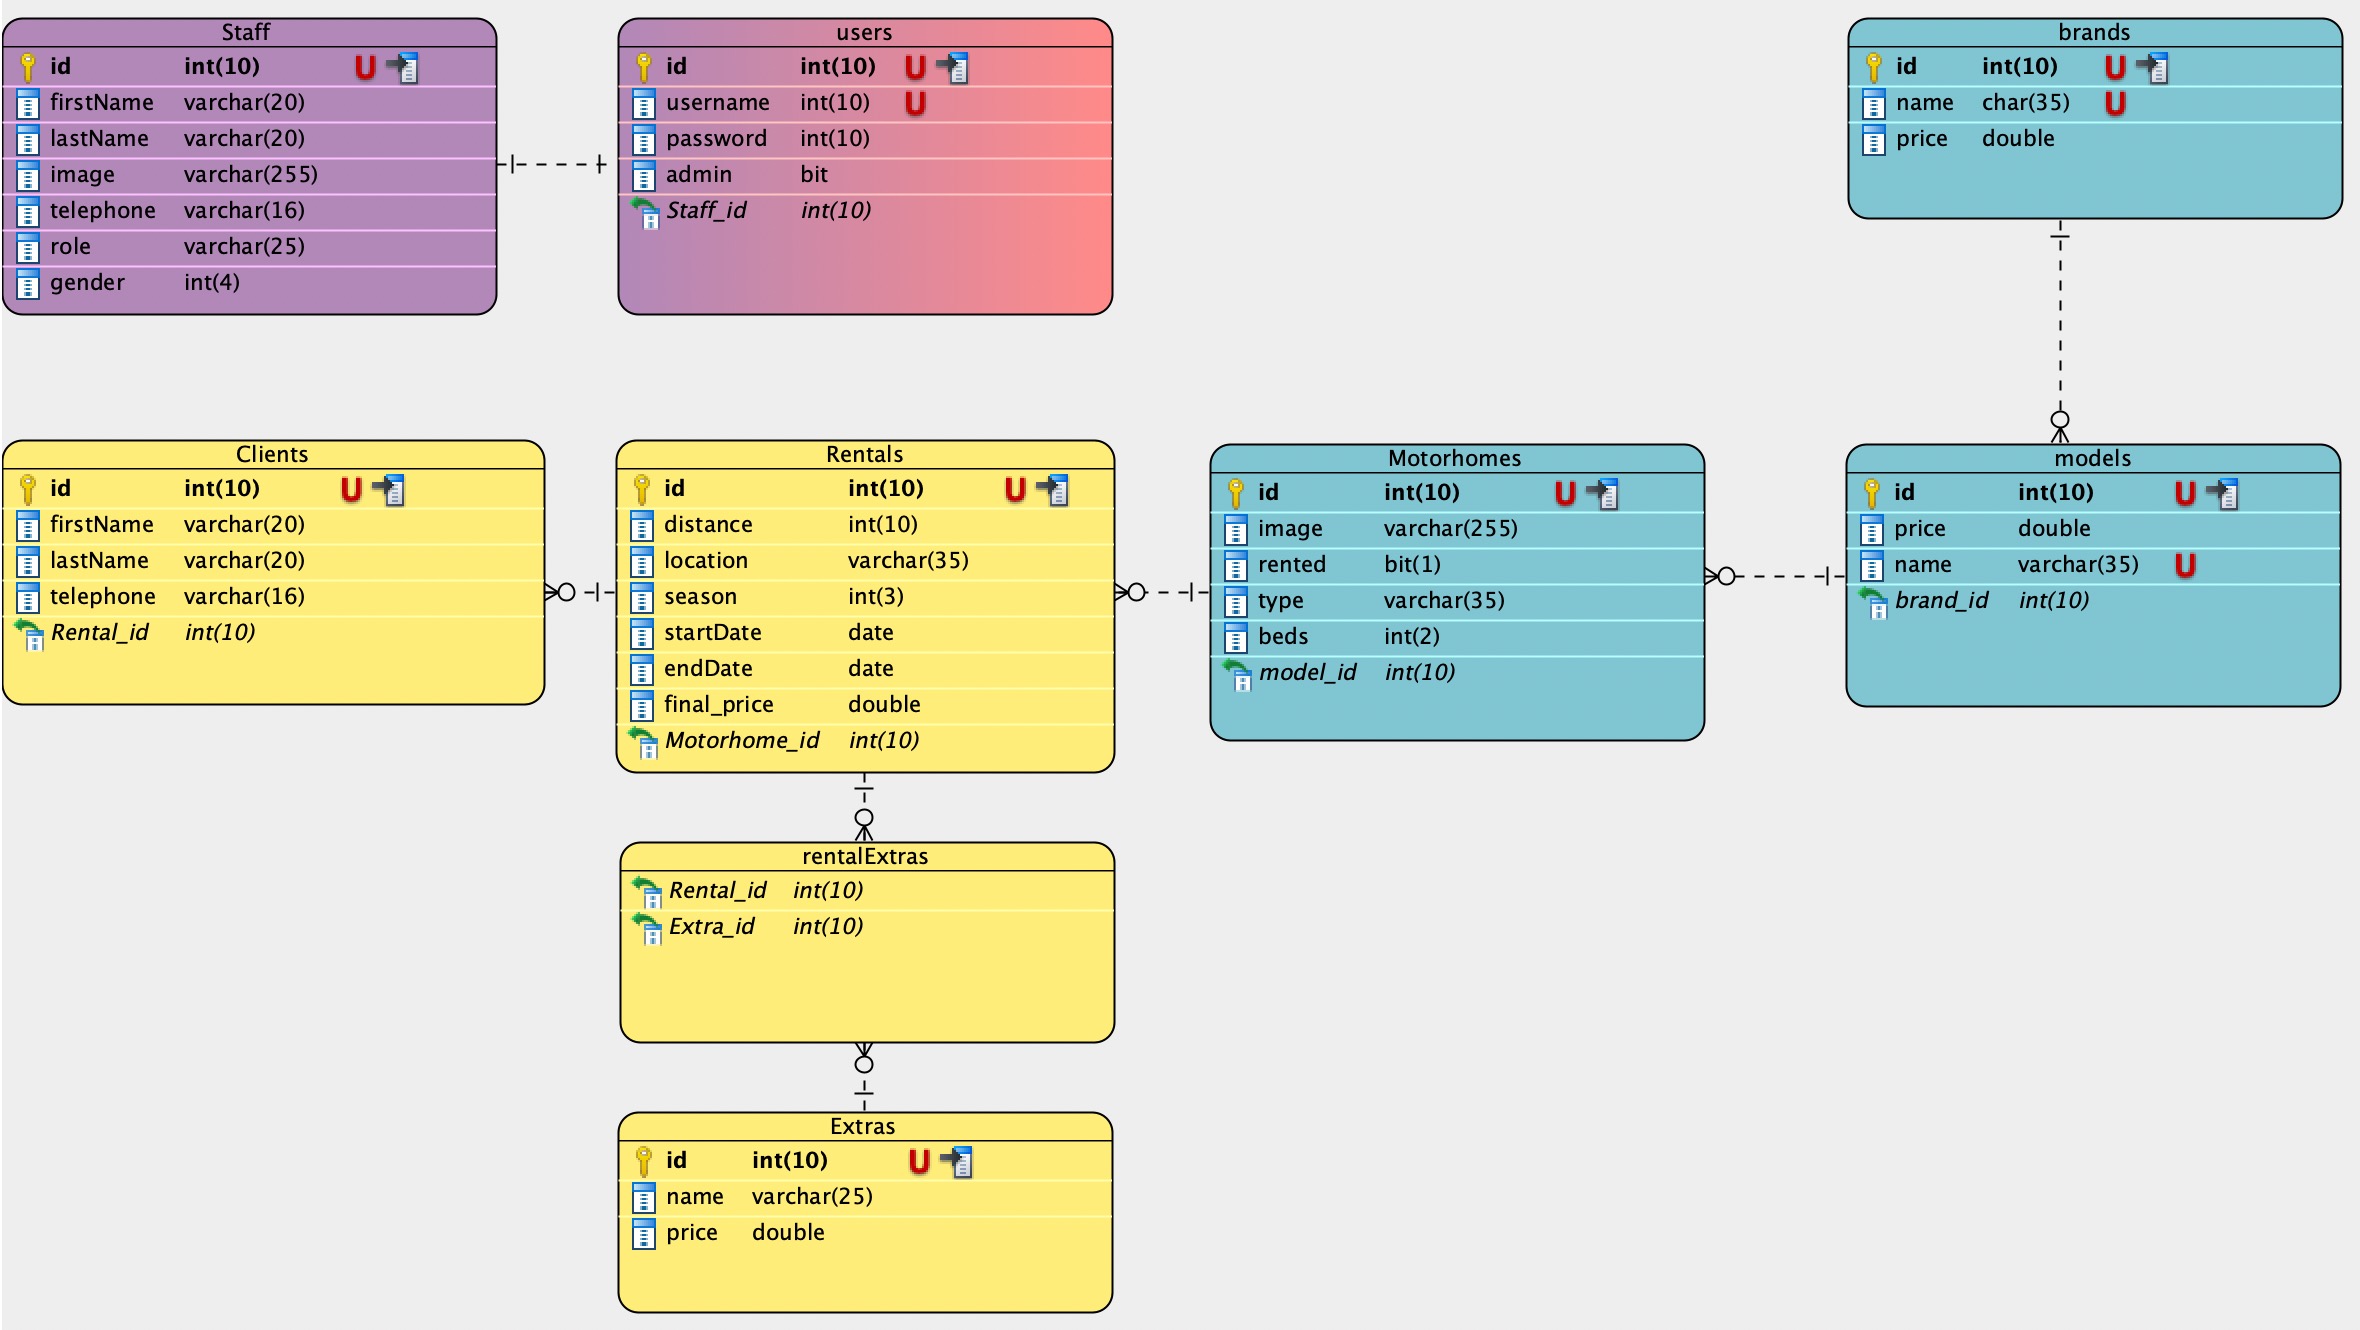 Staff
id int(10) U
firstName varchar(20)
lastName varchar(20)
image varchar(255)
telephone varchar(16)
role varchar(25)
gender int(4)
users
id int(10) U
username int(10) U
password int(10)
admin bit
Staff_id int(10)
brands
id int(10) U
name char(35) U
price double
Clients
id int(10) U
firstName varchar(20)
lastName varchar(20)
telephone varchar(16)
Rental_id int(10)
Rentals
id int(10) U
distance int(10)
location varchar(35)
season int(3)
startDate date
endDate date
final_price double
Motorhome_id int(10)
Motorhomes
id int(10) U
image varchar(255)
rented bit(1)
type varchar(35)
beds int(2)
model_id int(10)
models
id int(10) U
price double
name varchar(35) U
brand_id int(10)
rentalExtras
Rental_id int(10)
Extra_id int(10)
Extras
id int(10) U
name varchar(25)
price double